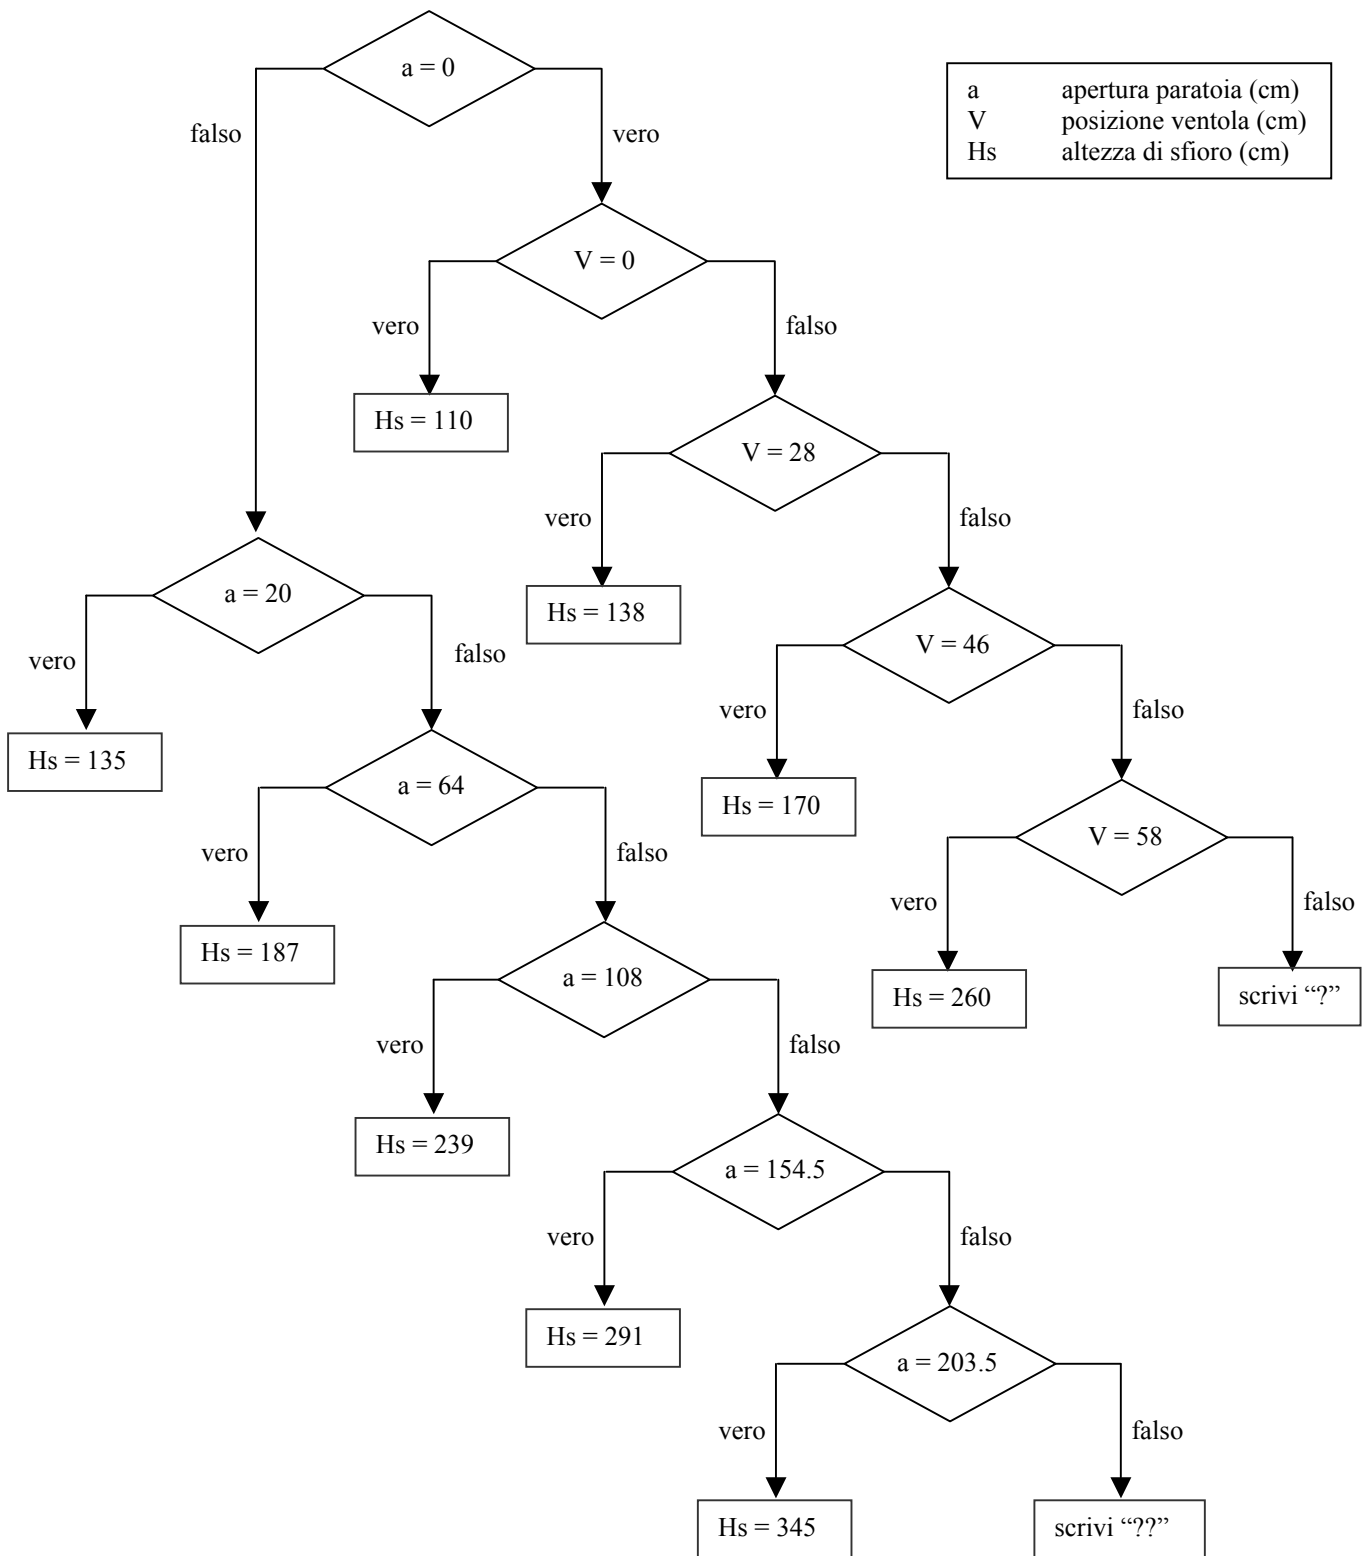 a = 0
a apertura paratoia (cm)
V posizione ventola (cm)
Hs altezza di sfioro (cm)
falso
vero
V = 0
vero
falso
Hs = 110
V = 28
vero
falso
a = 20
Hs = 138
V = 46
vero
falso
vero
falso
Hs = 135
a = 64
Hs = 170
V = 58
vero
falso
vero
falso
Hs = 187
a = 108
Hs = 260
scrivi “?”
vero
falso
Hs = 239
a = 154.5
vero
falso
Hs = 291
a = 203.5
vero
falso
Hs = 345
scrivi “??”